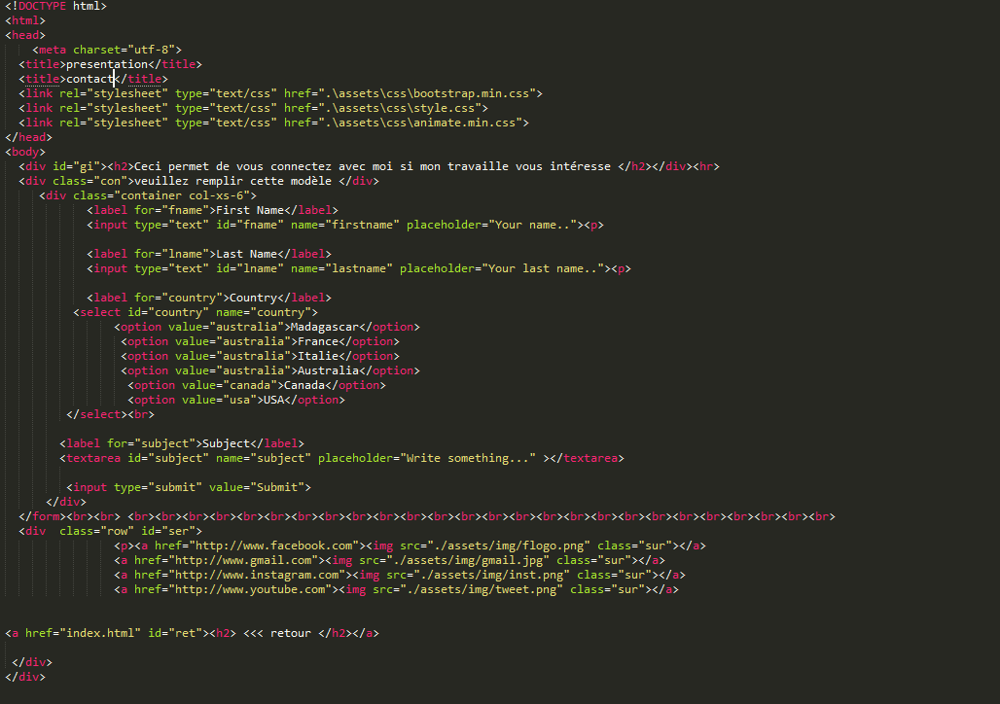 <!DOCTYPE html>
<html>
<head>
<meta charset="utf-8">
<title>presentation</title>
<title>contact</title>
<link rel="stylesheet" type="text/css" href=".\assets\css\bootstrap.min.css">
<link rel="stylesheet" type="text/css" href=".\assets\css\style.css">
<link rel="stylesheet" type="text/css" href=".\assets\css\animate.min.css">
</head>
<body>
<div id="gi"><h2>Ceci permet de vous connectez avec moi si mon travaille vous intéresse </h2></div><hr>
<div class="con">veuillez remplir cette modèle </div>
<div class="container col-xs-6">
<label for="fname">First Name</label>
<input type="text" id="fname" name="firstname" placeholder="Your name.."><p>
<label for="lname">Last Name</label>
<input type="text" id="lname" name="lastname" placeholder="Your last name.."><p>
<label for="country">Country</label>
<select id="country" name="country">
<option value="australia">Madagascar</option>
<option value="australia">France</option>
<option value="australia">Italie</option>
<option value="australia">Australia</option>
<option value="canada">Canada</option>
<option value="usa">USA</option>
</select><br>
<label for="subject">Subject</label>
<textarea id="subject" name="subject" placeholder="Write something..." ></textarea>
<input type="submit" value="Submit">
</div>
</form><br><br> <br><br><br><br><br><br><br><br><br><br><br><br><br><br><br><br><br><br><br><br><br><br><br><br><br><br>
<div  class="row" id="ser">
<p><a href="http://www.facebook.com"><img src="./assets/img/flogo.png" class="sur"></a>
<a href="http://www.gmail.com"><img src="./assets/img/gmail.jpg" class="sur"></a>
<a href="http://www.instagram.com"><img src="./assets/img/inst.png" class="sur"></a>
<a href="http://www.youtube.com"><img src="./assets/img/tweet.png" class="sur"></a>
<a href="index.html" id="ret"><h2> <<< retour </h2></a>
</div>
</div>